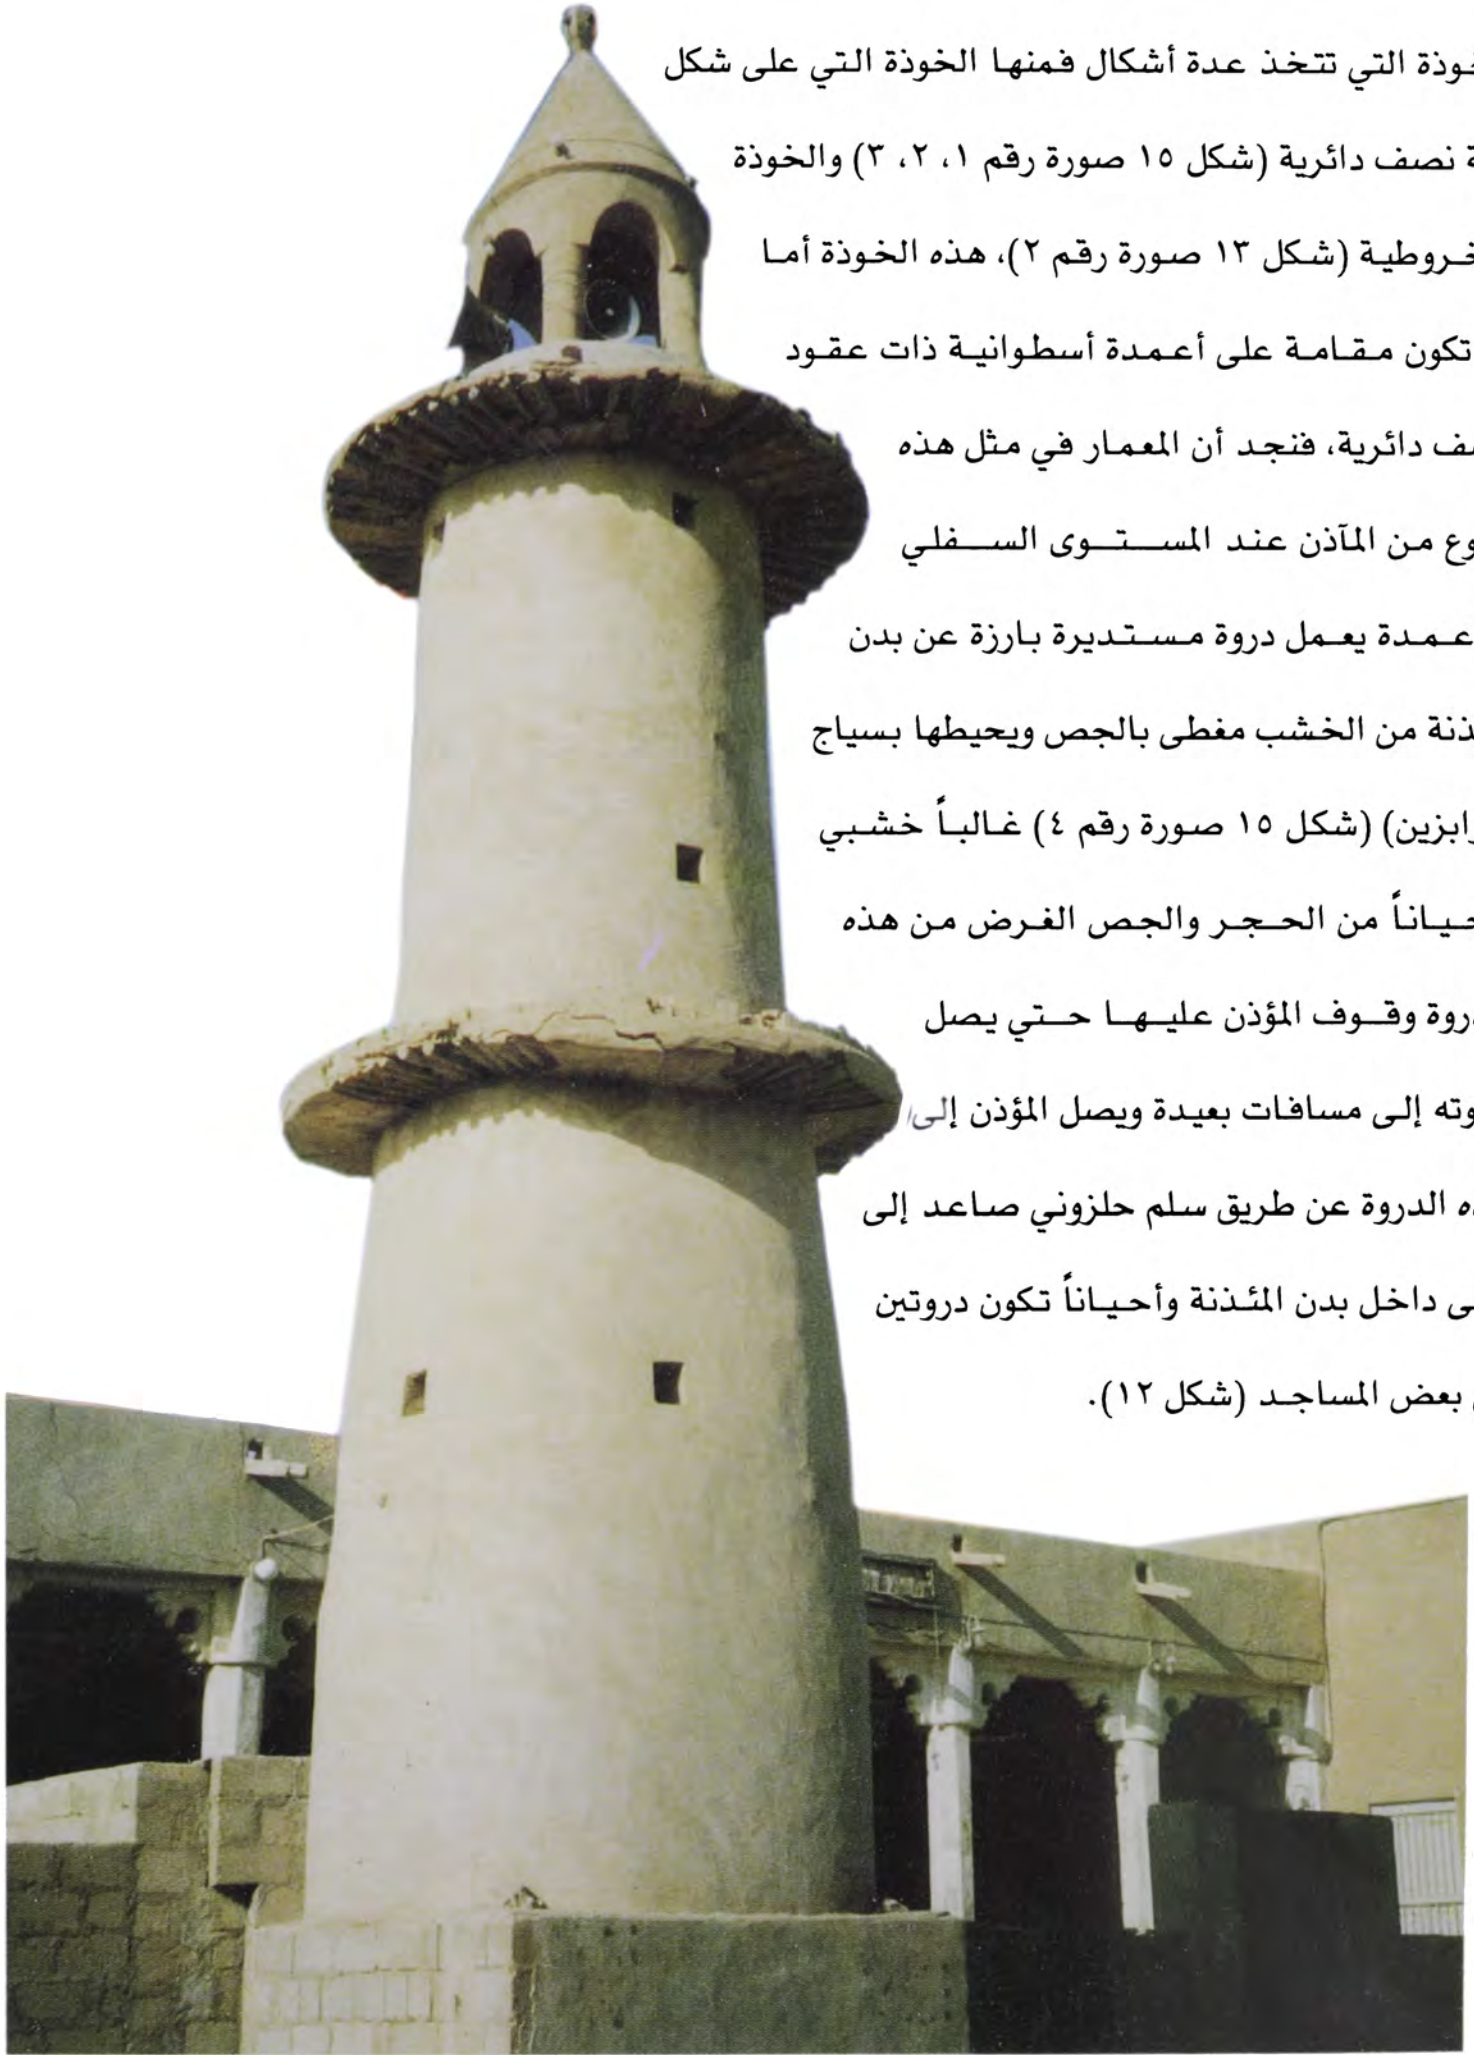 خوذة التي تتخذ عدة أشكال فمنها الخوذة التي على شكل
ة نصف دائرية (شكل ١٥ صورة رقم ١، ٢، ٣) والخوذة
خروطية (شكل ١٣ صورة رقم ٢)، هذه الخوذة أما
تكون مقامة على أعمدة أسطوانية ذات عقود
ف دائرية، فنجد أن المعمار في مثل هذه
وع من المآذن عند المستوى السفلي
عمدة يعمل دروة مستديرة بارزة عن بدن
ذنة من الخشب مغطى بالجص ويحيطها بسياج
رابزين) (شكل ١٥ صورة رقم ٤) غالباً خشبي
حياناً من الحجر والجص الغرض من هذه
دروة وقوف المؤذن عليها حتي يصل
وته إلى مسافات بعيدة ويصل المؤذن إلى
ه الدروة عن طريق سلم حلزوني صاعد إلى
ى داخل بدن المئذنة وأحياناً تكون دروتين
بعض المساجد (شكل ١٢).